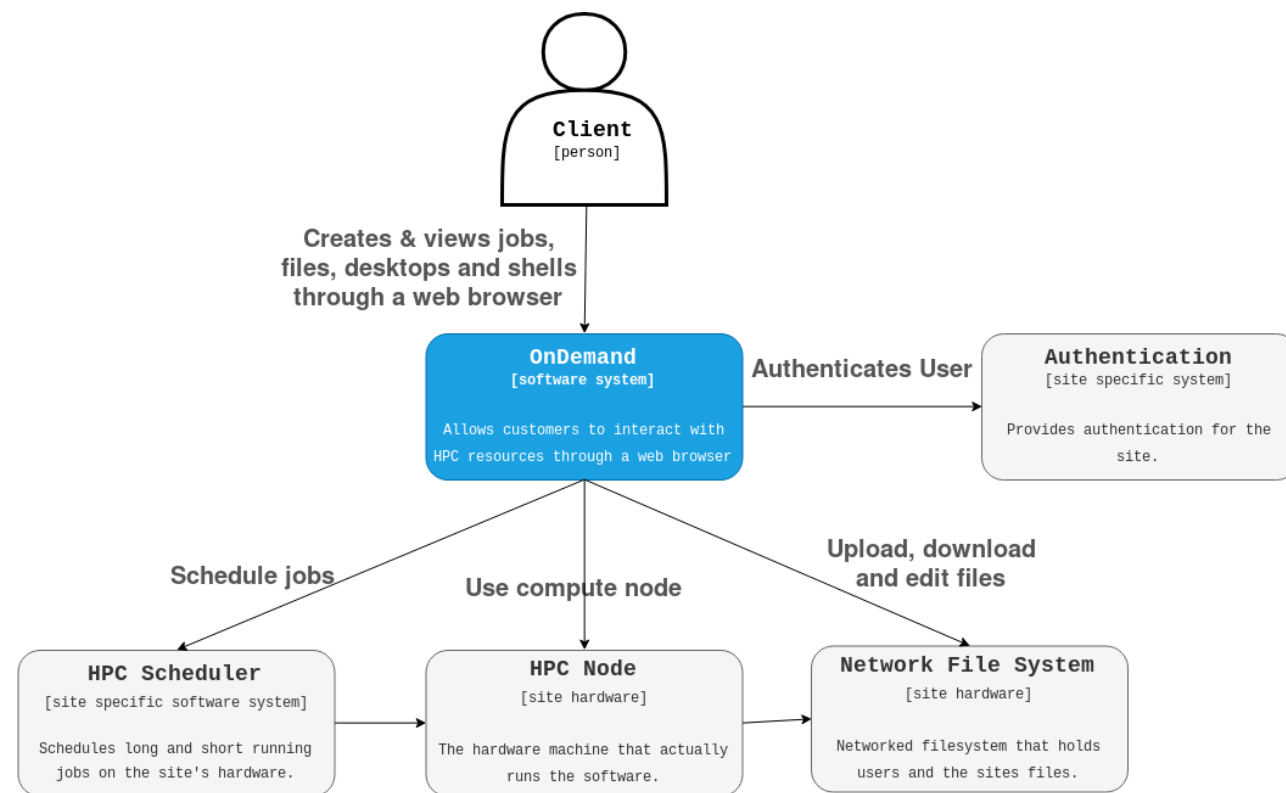 Client
[person]
Creates & views jobs,
files, desktops and shells
through a web browser
OnDemand
[software system]
Allows customers to interact with
HPC resources through a web browser
Authenticates User
Authentication
[site specific system]
Provides authentication for the
site.
Schedule jobs
Use compute node
Upload, download
and edit files
HPC Scheduler
[site specific software system]
Schedules long and short running
jobs on the site's hardware.
HPC Node
[site hardware]
The hardware machine that actually
runs the software.
Network File System
[site hardware]
Networked filesystem that holds
users and the sites files.